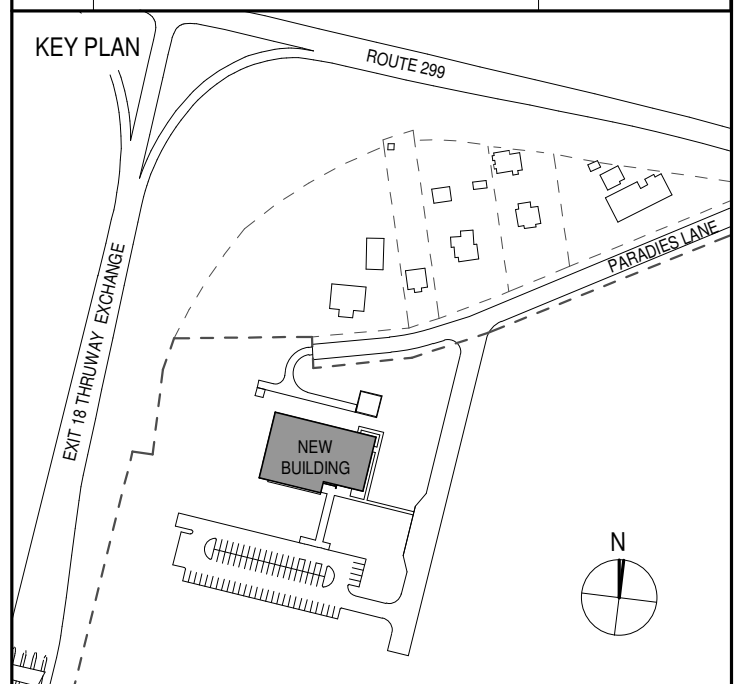 KEY PLAN
ROUTE 299
PARADIES LANE
EXIT 18 THRUWAY EXCHANGE
NEW
BUILDING
N